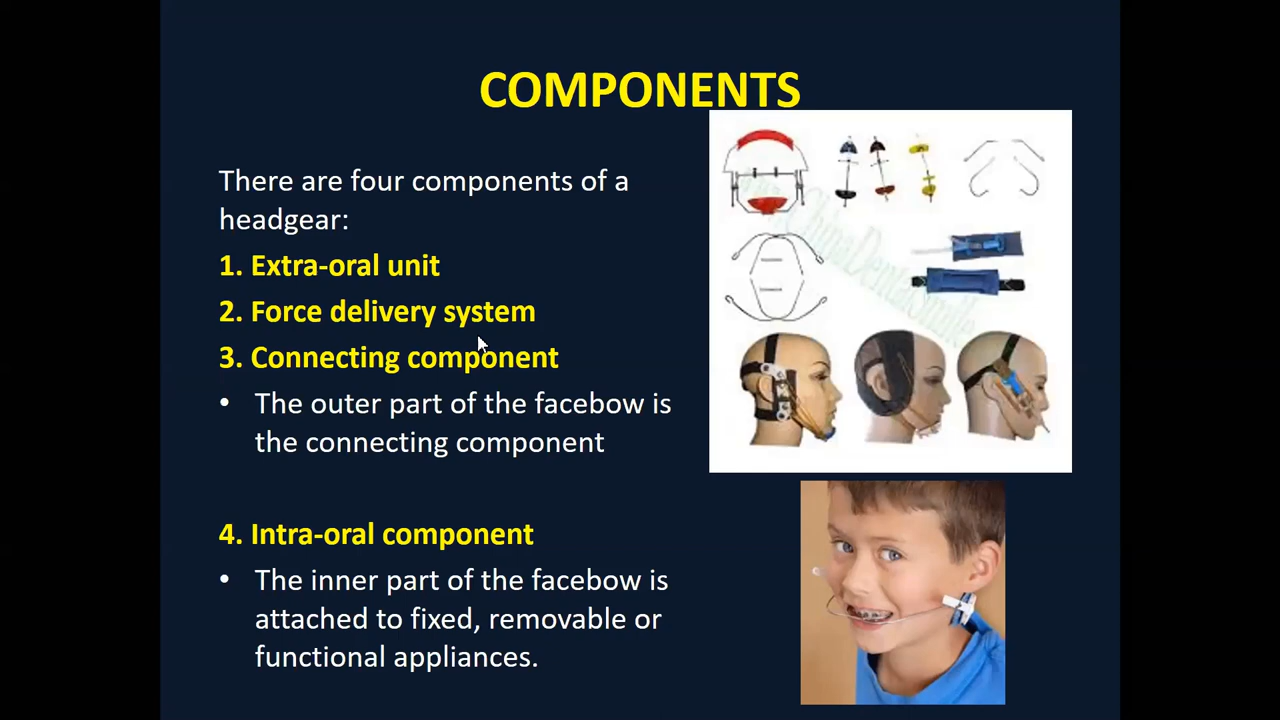 COMPONENTS
There are four components of a
headgear:
1. Extra-oral unit
2. Force delivery system
3. Connecting component
• The outer part of the facebow is
the connecting component
4. Intra-oral component
• The inner part of the facebow is
attached to fixed, removable or
functional appliances.